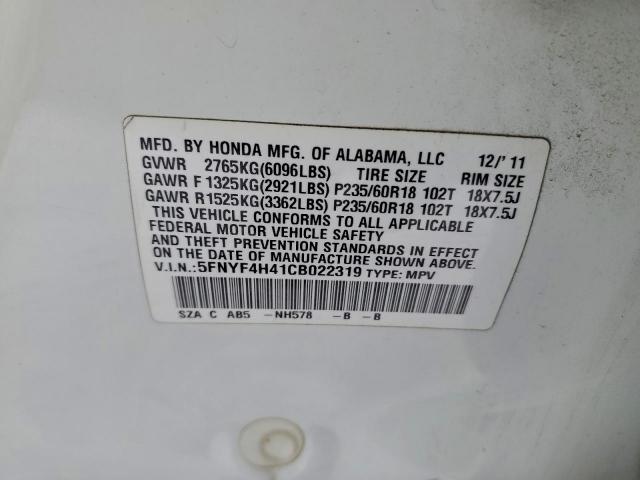 MFD. BY HONDA MFG. OF ALABAMA, LLC 12/' 11
GVWR 2765KG(6096LBS) TIRE SIZE RIM SIZE
GAWR F 1325KG(2921LBS) P235/60R18 102T 18X7.5J
GAWR R1525KG(3362LBS) P235/60R18 102T 18X7.5J
THIS VEHICLE CONFORMS TO ALL APPLICABLE
FEDERAL MOTOR VEHICLE SAFETY
AND THEFT PREVENTION STANDARDS IN EFFECT
ON THE DATE OF MANUFACTURE SHOWN ABOVE.
V.I.N.: 5FNYF4H41CB022319 TYPE: MPV
SZA C AB5 -NH578 -B -B